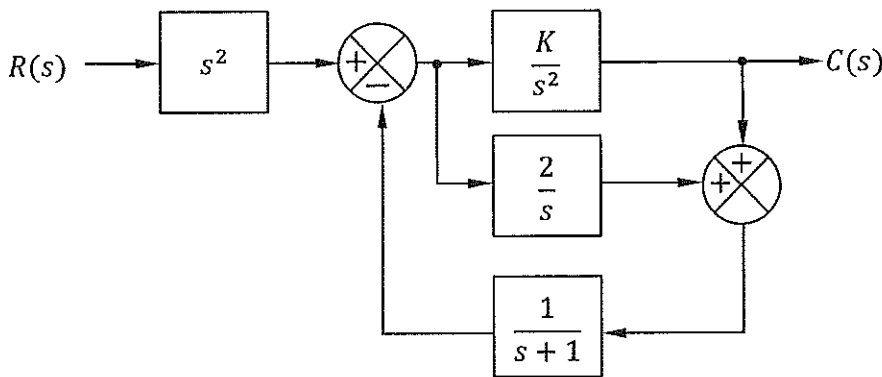 R(s)
s²
+
−
K
s²
C(s)
2
s
+
+
1
s + 1